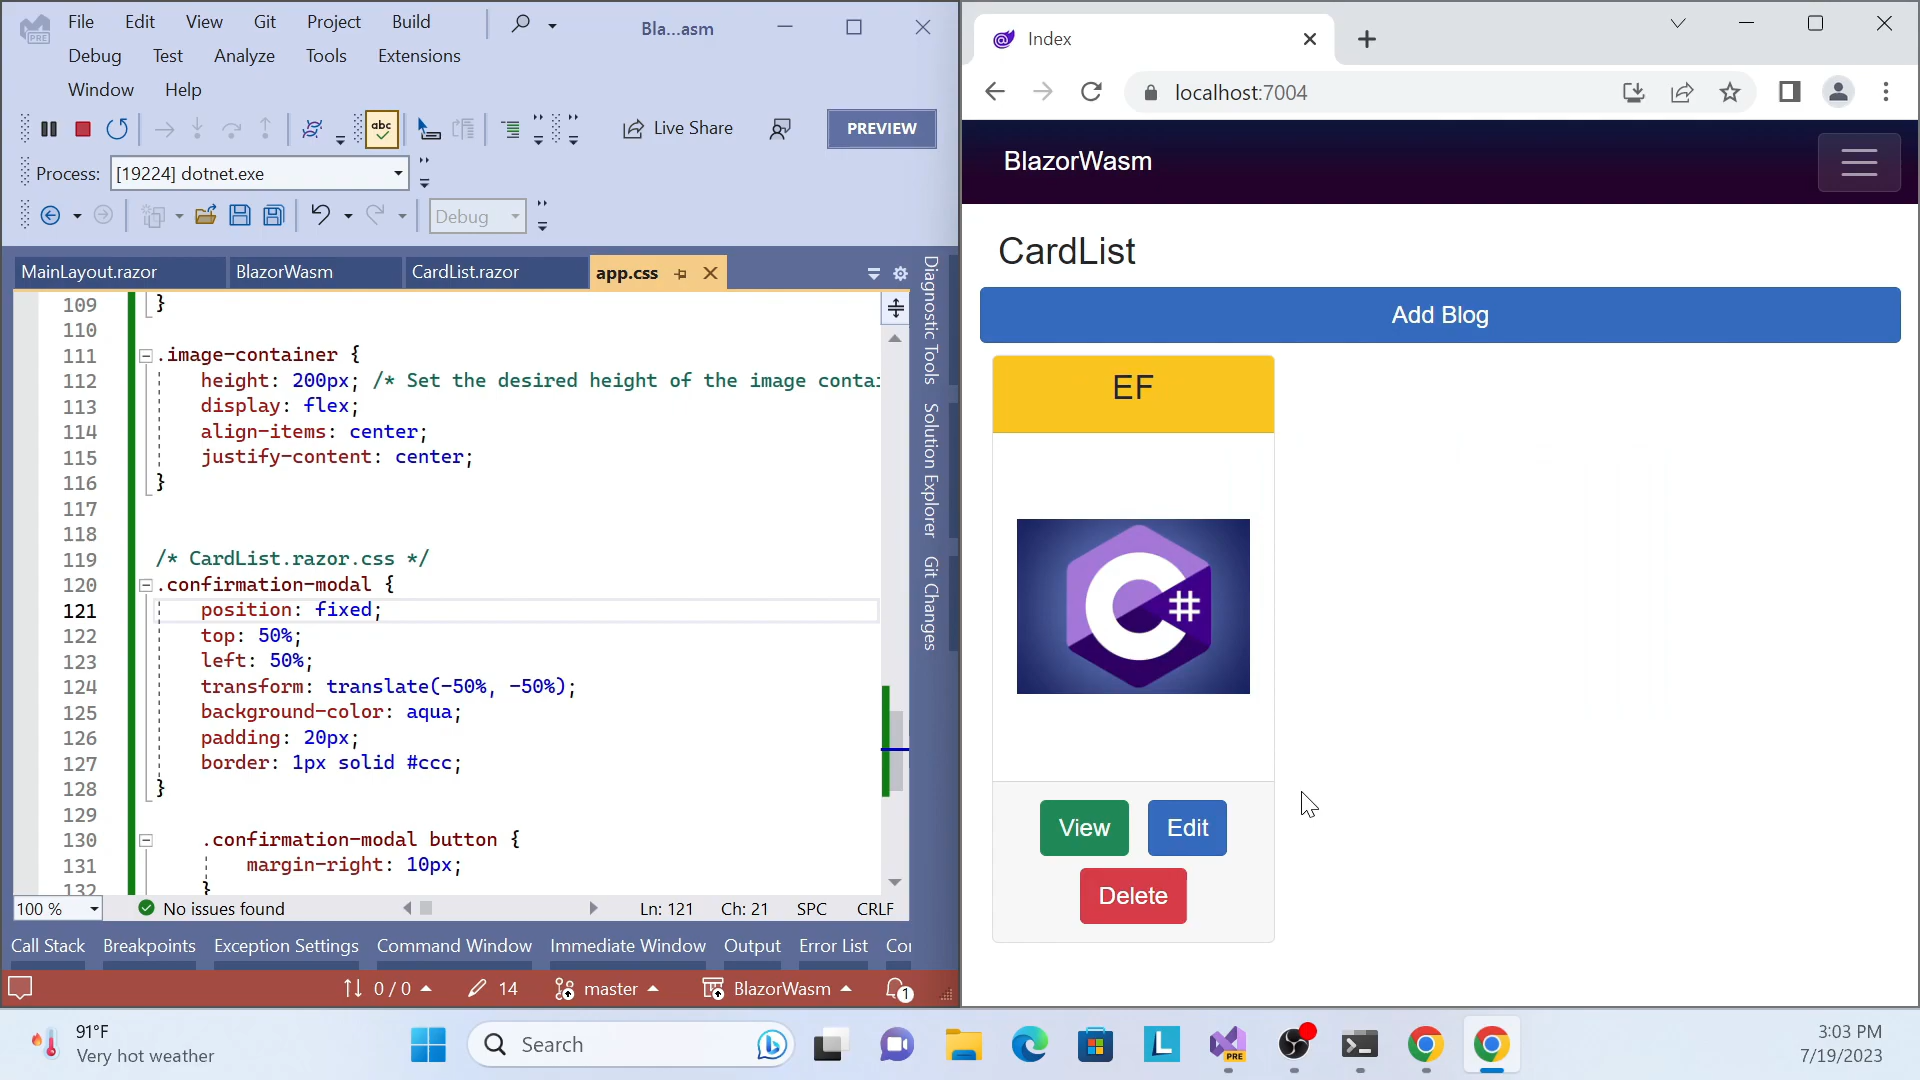 File Edit View Git Project Build
Bla...asm
Debug Test Analyze Tools Extensions
Window Help
abc
Live Share
PREVIEW
Process: [19224] dotnet.exe
Debug
MainLayout.razor BlazorWasm CardList.razor app.css
109 }
110
111 .image-container {
112 height: 200px; /* Set the desired height of the image contai
113 display: flex;
114 align-items: center;
115 justify-content: center;
116 }
117
118
119 /* CardList.razor.css */
120 .confirmation-modal {
121 position: fixed;
122 top: 50%;
123 left: 50%;
124 transform: translate(-50%, -50%);
125 background-color: aqua;
126 padding: 20px;
127 border: 1px solid #ccc;
128 }
129
130 .confirmation-modal button {
131 margin-right: 10px;
132 }
Diagnostic Tools
Solution Explorer
Git Changes
100 % No issues found Ln: 121 Ch: 21 SPC CRLF
Call Stack Breakpoints Exception Settings Command Window Immediate Window Output Error List Co
0 / 0 14 master BlazorWasm 1
Index
localhost:7004
BlazorWasm
CardList
Add Blog
EF
C#
View Edit
Delete
91°F
Very hot weather
Search
L
PRE
3:03 PM
7/19/2023